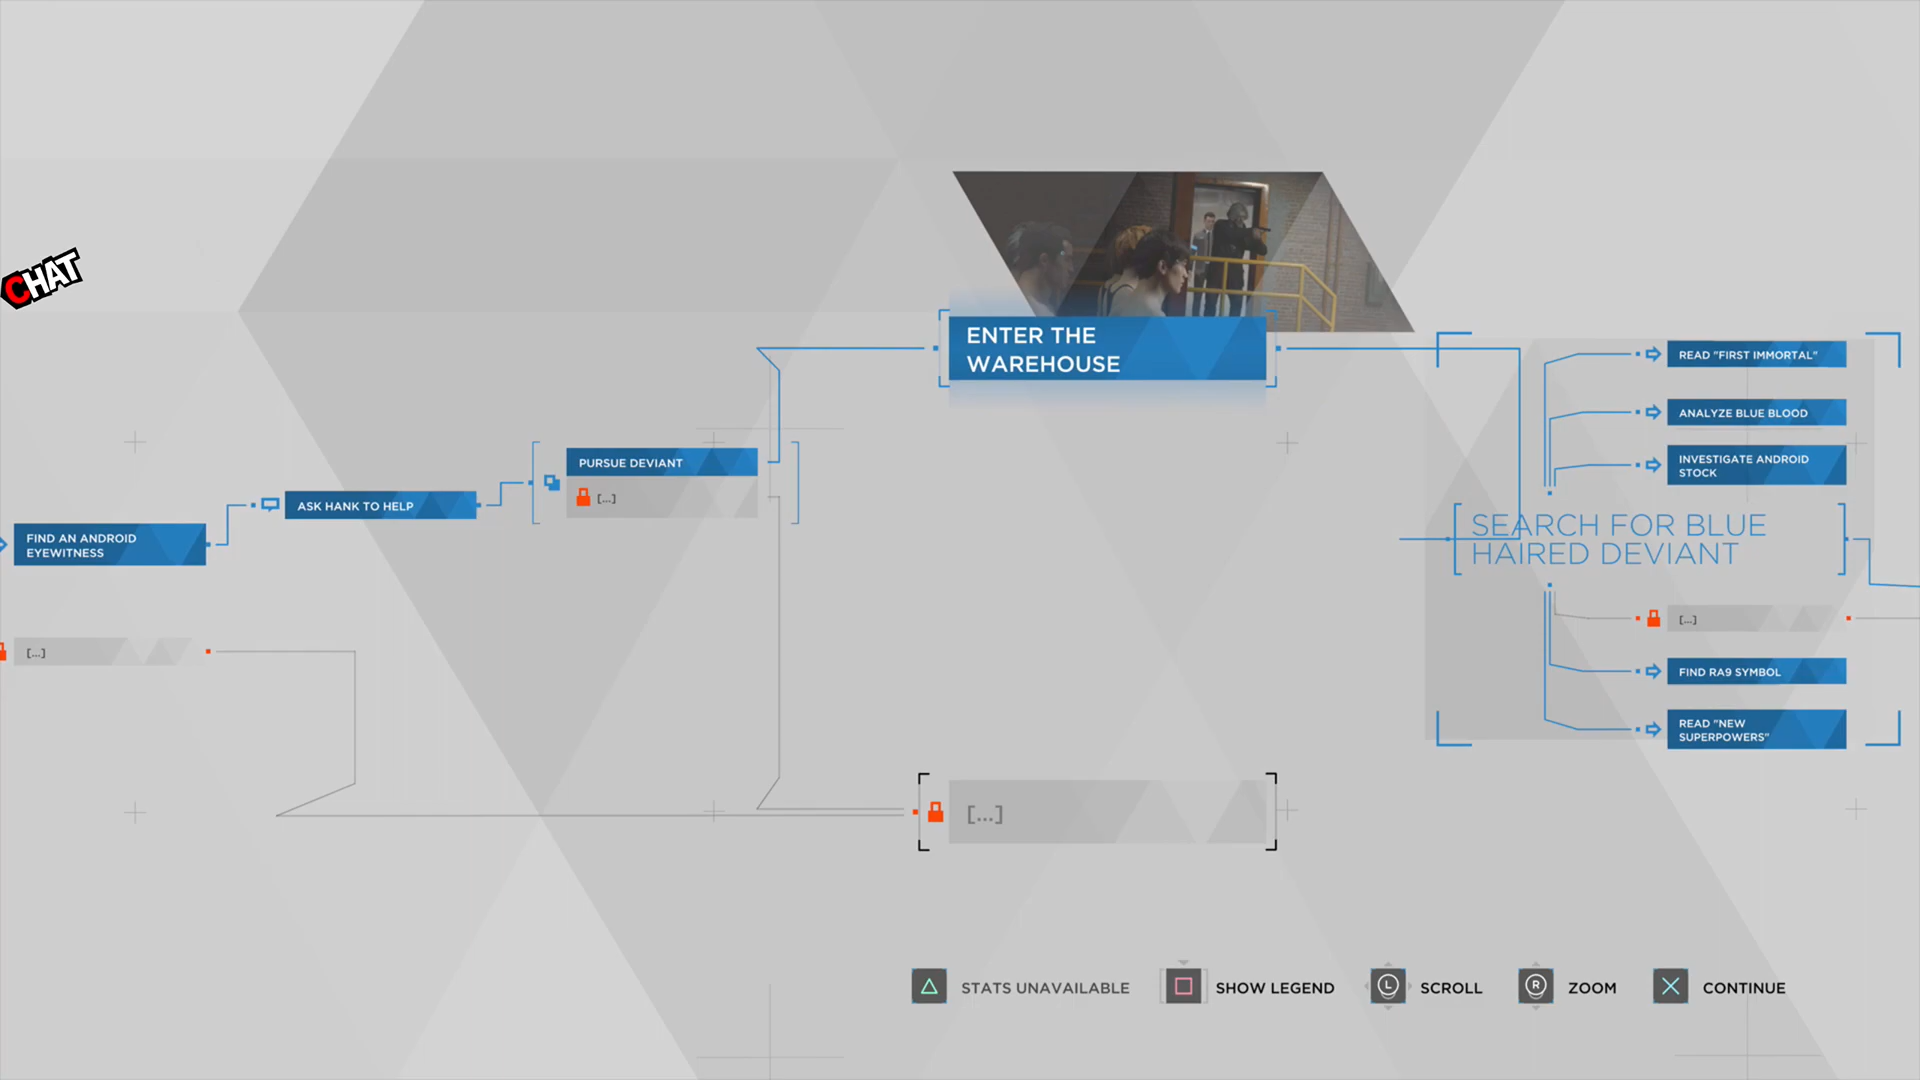 CHAT
ENTER THE
WAREHOUSE
READ "FIRST IMMORTAL"
ANALYZE BLUE BLOOD
INVESTIGATE ANDROID
STOCK
PURSUE DEVIANT
[...]
ASK HANK TO HELP
FIND AN ANDROID
EYEWITNESS
SEARCH FOR BLUE
HAIRED DEVIANT
[...]
[...]
FIND RA9 SYMBOL
READ "NEW
SUPERPOWERS"
[...]
STATS UNAVAILABLE
SHOW LEGEND
L
SCROLL
R
ZOOM
CONTINUE